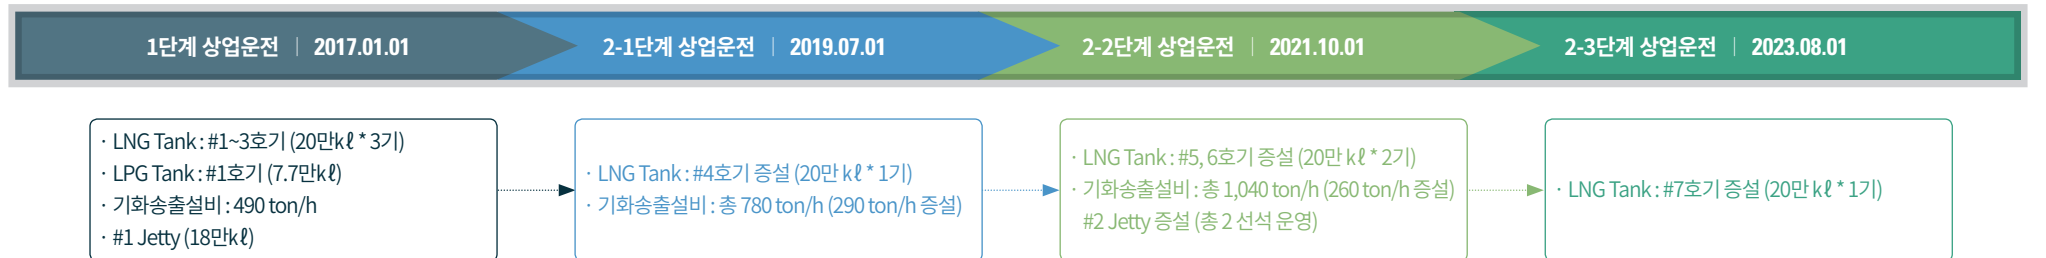 1단계 상업운전 | 2017.01.01
2-1단계 상업운전 | 2019.07.01
2-2단계 상업운전 | 2021.10.01
2-3단계 상업운전 | 2023.08.01
· LNG Tank : #1~3호기 (20만kℓ * 3기)
· LPG Tank : #1호기 (7.7만kℓ)
· 기화송출설비 : 490 ton/h
· #1 Jetty (18만kℓ)
· LNG Tank : #4호기 증설 (20만 kℓ * 1기)
· 기화송출설비 : 총 780 ton/h (290 ton/h 증설)
· LNG Tank : #5, 6호기 증설 (20만 kℓ * 2기)
· 기화송출설비 : 총 1,040 ton/h (260 ton/h 증설)
#2 Jetty 증설 (총 2 선석 운영)
· LNG Tank : #7호기 증설 (20만 kℓ * 1기)